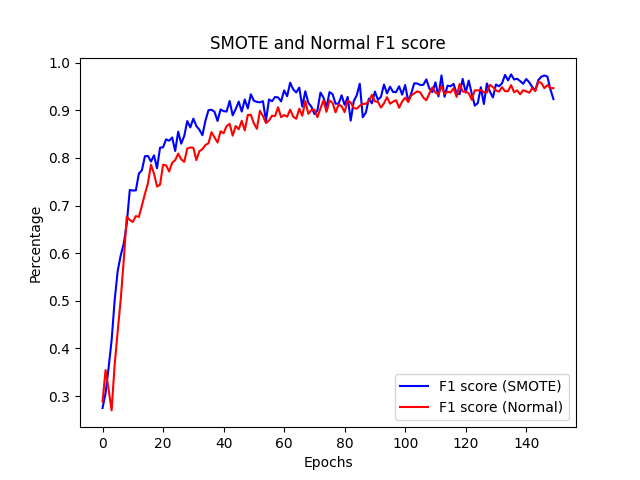 SMOTE and Normal F1 score
Percentage
1.0
0.9
0.8
0.7
0.6
0.5
0.4
0.3
F1 score (SMOTE)
F1 score (Normal)
0 20 40 60 80 100 120 140
Epochs